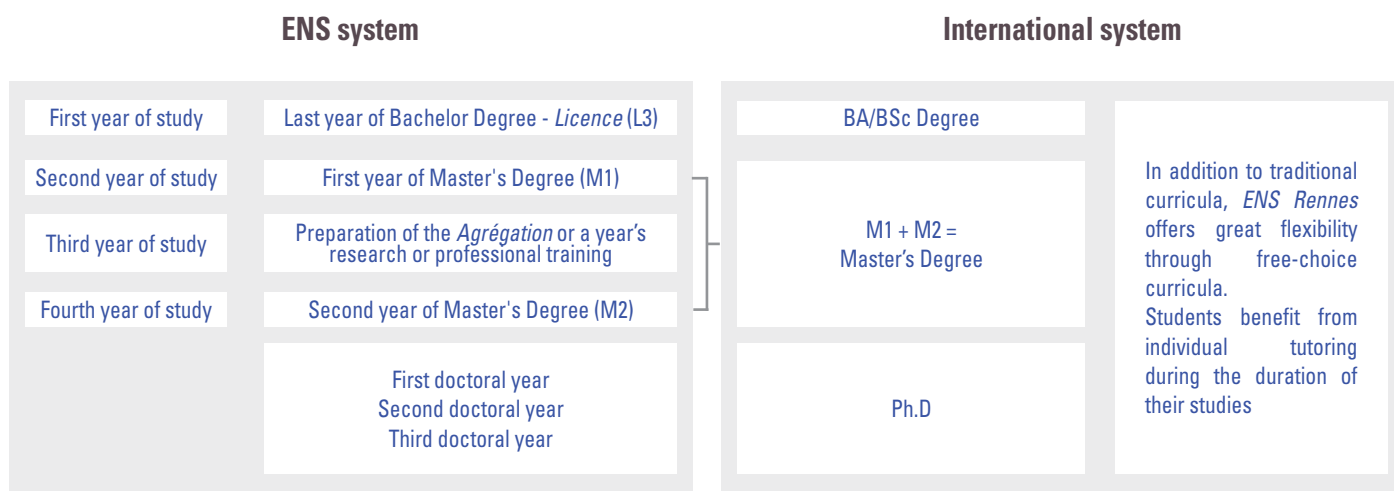 ENS system
International system
First year of study
Last year of Bachelor Degree - Licence (L3)
BA/BSc Degree
Second year of study
First year of Master's Degree (M1)
Third year of study
Preparation of the Agrégation or a year’s
research or professional training
M1 + M2 =
Master’s Degree
Fourth year of study
Second year of Master's Degree (M2)
First doctoral year
Second doctoral year
Third doctoral year
Ph.D
In addition to traditional
curricula, ENS Rennes
offers great flexibility
through free-choice
curricula.
Students benefit from
individual tutoring
during the duration of
their studies